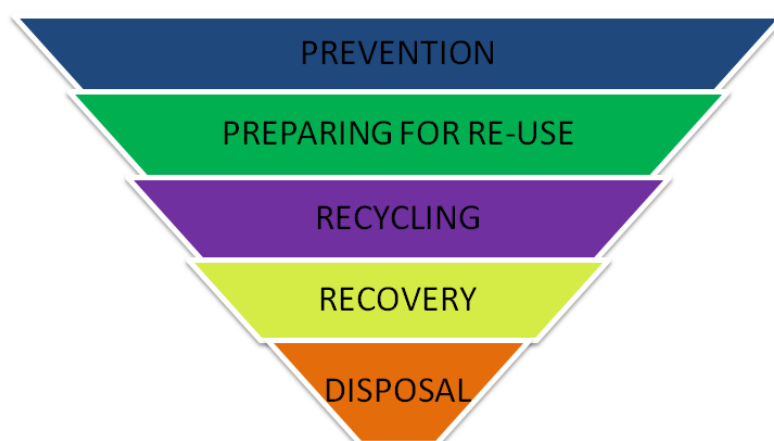 PREVENTION
PREPARING FOR RE-USE
RECYCLING
RECOVERY
DISPOSAL